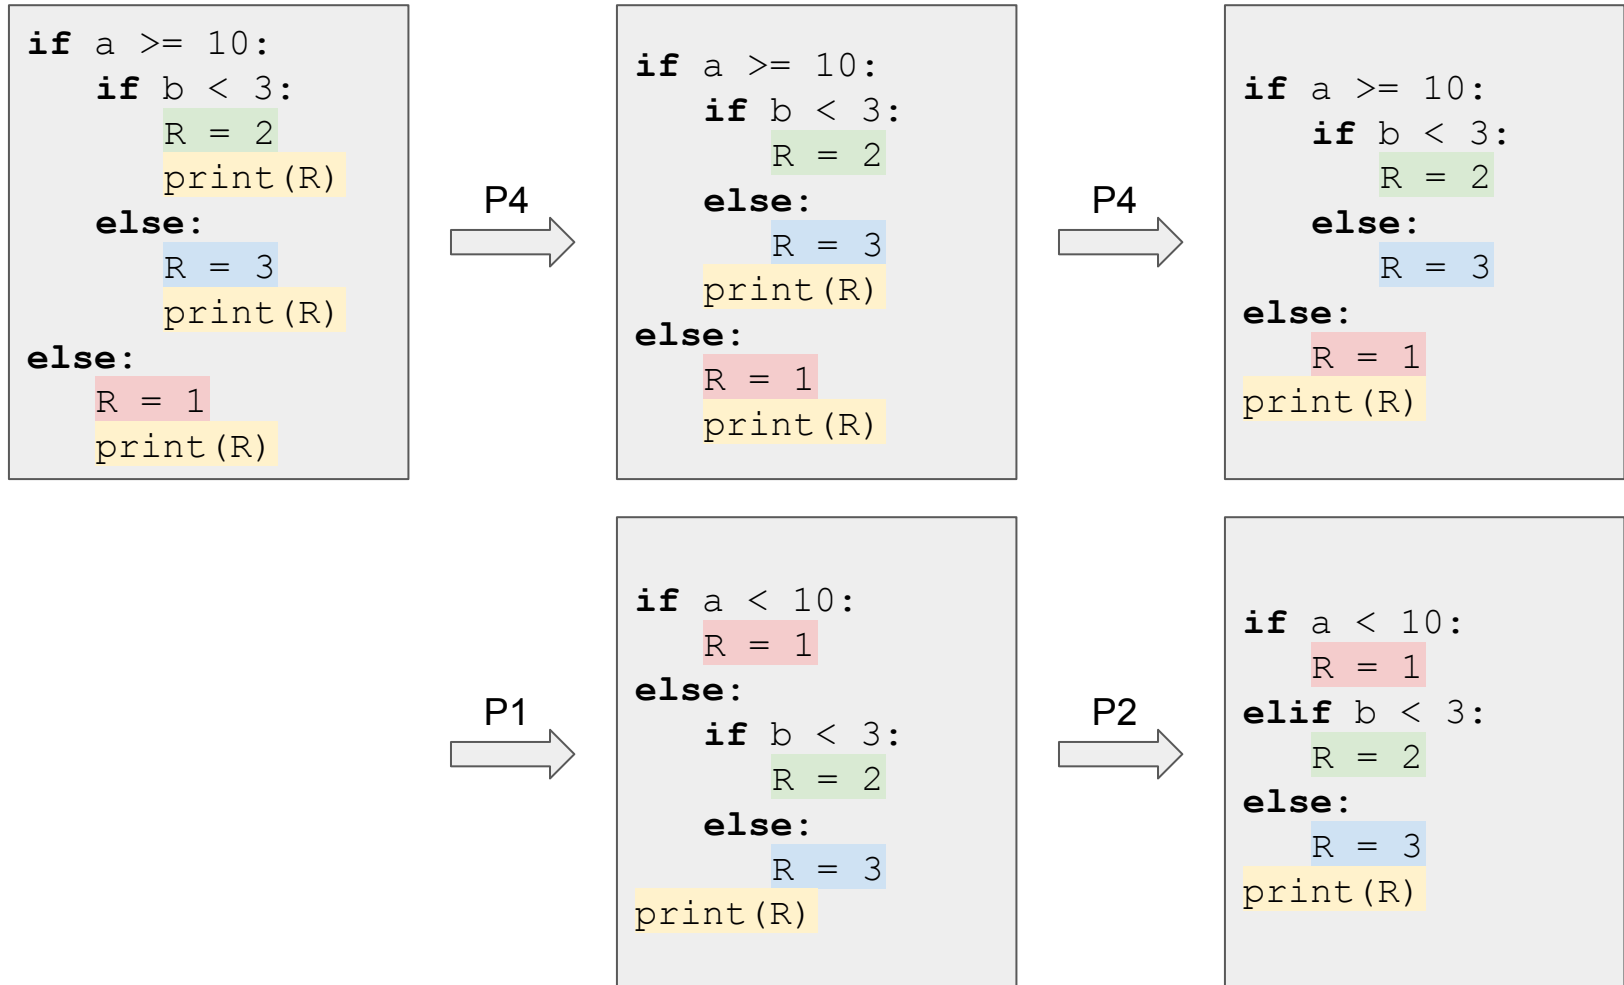 if a >= 10:
    if b < 3:
        R = 2
        print(R)
    else:
        R = 3
        print(R)
else:
    R = 1
    print(R)
P4
if a >= 10:
    if b < 3:
        R = 2
    else:
        R = 3
    print(R)
else:
    R = 1
    print(R)
P4
if a >= 10:
    if b < 3:
        R = 2
    else:
        R = 3
else:
    R = 1
print(R)
P1
if a < 10:
    R = 1
else:
    if b < 3:
        R = 2
    else:
        R = 3
print(R)
P2
if a < 10:
    R = 1
elif b < 3:
    R = 2
else:
    R = 3
print(R)